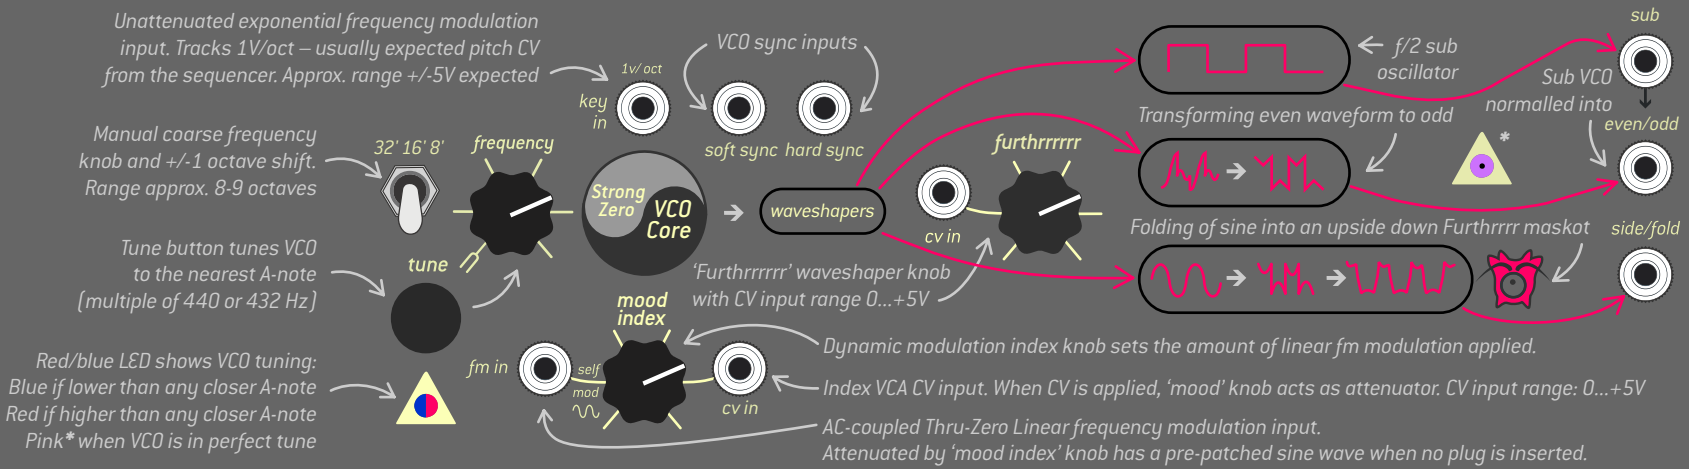 Unattenuated exponential frequency modulation
input. Tracks 1V/oct – usually expected pitch CV
from the sequencer. Approx. range +/-5V expected
1v/ oct
key
in
VCO sync inputs
soft sync hard sync
f/2 sub
oscillator
sub
Sub VCO
normalled into
even/odd
Transforming even waveform to odd
*
Manual coarse frequency
knob and +/-1 octave shift.
Range approx. 8-9 octaves
32' 16' 8'
frequency
Strong
Zero
VCO
Core
waveshapers
furthrrrrrr
cv in
Folding of sine into an upside down Furthrrrr maskot
side/fold
Tune button tunes VCO
to the nearest A-note
(multiple of 440 or 432 Hz)
tune
'Furthrrrrrr' waveshaper knob
with CV input range 0...+5V
mood
index
Red/blue LED shows VCO tuning:
Blue if lower than any closer A-note
Red if higher than any closer A-note
Pink* when VCO is in perfect tune
fm in
self
mod
cv in
Dynamic modulation index knob sets the amount of linear fm modulation applied.
Index VCA CV input. When CV is applied, 'mood' knob acts as attenuator. CV input range: 0...+5V
AC-coupled Thru-Zero Linear frequency modulation input.
Attenuated by 'mood index' knob has a pre-patched sine wave when no plug is inserted.